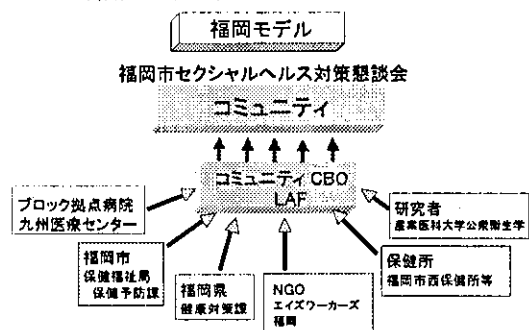 福岡モデル
福岡市セクシャルヘルス対策懇談会
コミュニティ
コミュニティ CBO
LAF
ブロック拠点病院
九州医療センター
福岡市
保健福祉局
保健予防課
福岡県
健康対策課
NGO
エイズワーカーズ
福岡
保健所
福岡市西保健所等
研究者
産業医科大学公衆衛生学